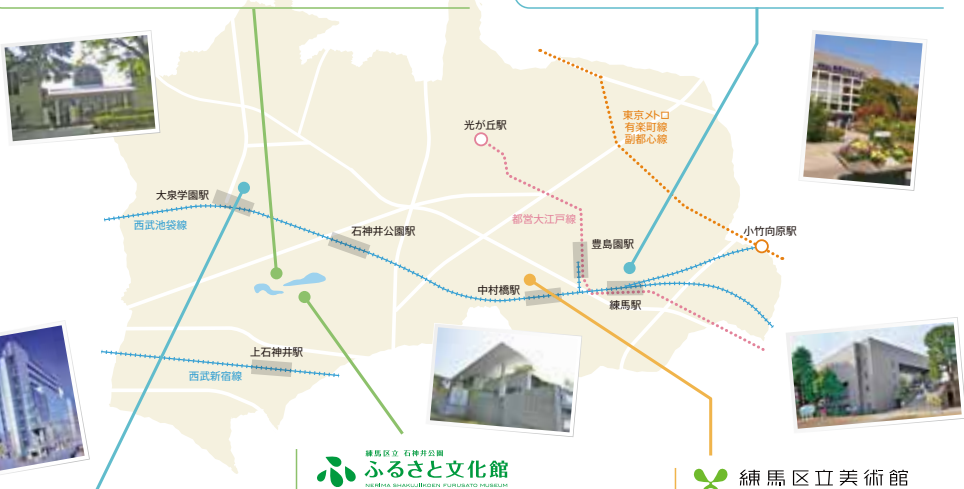 東京メトロ
有楽町線
副都心線
光が丘駅
大泉学園駅
西武池袋線
都営大江戸線
石神井公園駅
豊島園駅
小竹向原駅
中村橋駅
練馬駅
上石神井駅
西武新宿線
練馬区立 石神井公園
ふるさと文化館
NERIMA SHAKUJIIKOEN FURUSATO MUSEUM
練馬区立美術館